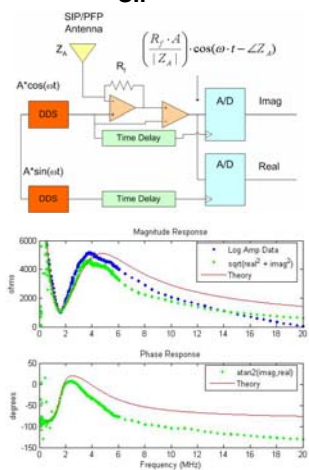 SIP/PFP
Antenna
Z_A
R_f
(R_f · A / |Z_A|) · cos(ω · t − ∠Z_A)
A*cos(ωt)
DDS
Time Delay
A/D
Imag
A/D
Real
A*sin(ωt)
DDS
Time Delay
Magnitude Response
6000
5000
4000
3000
2000
1000
0
ohms
Log Amp Data
sqrt(real² + imag²)
Theory
0 2 4 6 8 10 12 14 16 18 20
Phase Response
50
0
-50
-100
-150
degrees
atan2(imag,real)
Theory
0 2 4 6 8 10 12 14 16 18 20
Frequency (MHz)